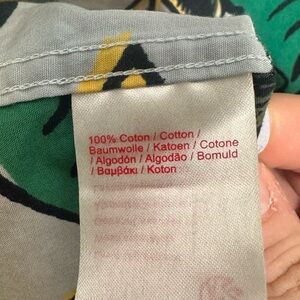 100% Coton / Cotton /
Baumwolle / Katoen / Cotone
/ Algodón / Algodão / Bomuld
/ Βαμβάκι / Koton